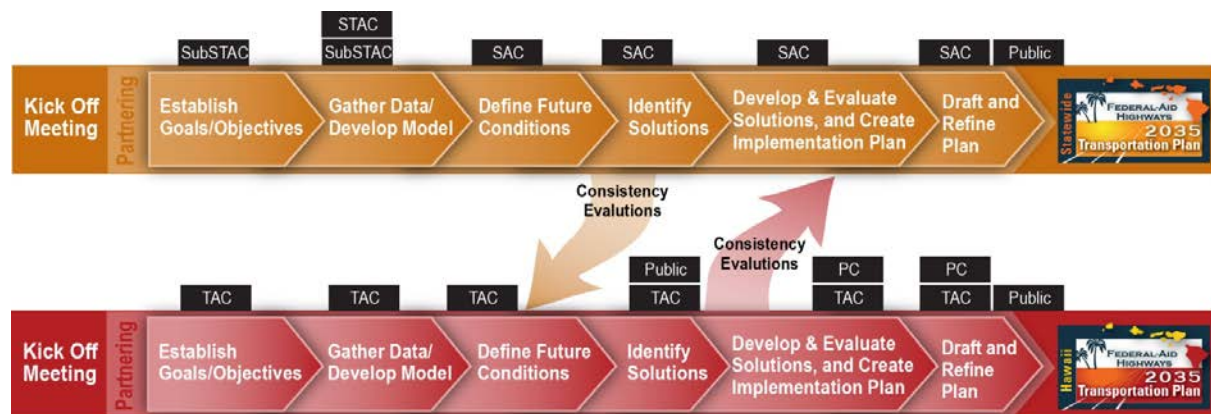 STAC
SubSTAC
SubSTAC
SAC
SAC
SAC
SAC
Public
Kick Off
Meeting
Partnering
Establish
Goals/Objectives
Gather Data/
Develop Model
Define Future
Conditions
Identify
Solutions
Develop & Evaluate
Solutions, and Create
Implementation Plan
Draft and
Refine
Plan
Statewide
FEDERAL-AID
HIGHWAYS
2035
Transportation Plan
Consistency
Evalutions
Consistency
Evalutions
TAC
TAC
TAC
Public
TAC
PC
TAC
PC
TAC
Public
Kick Off
Meeting
Partnering
Establish
Goals/Objectives
Gather Data/
Develop Model
Define Future
Conditions
Identify
Solutions
Develop & Evaluate
Solutions, and Create
Implementation Plan
Draft and
Refine
Plan
Hawaii
FEDERAL-AID
HIGHWAYS
2035
Transportation Plan